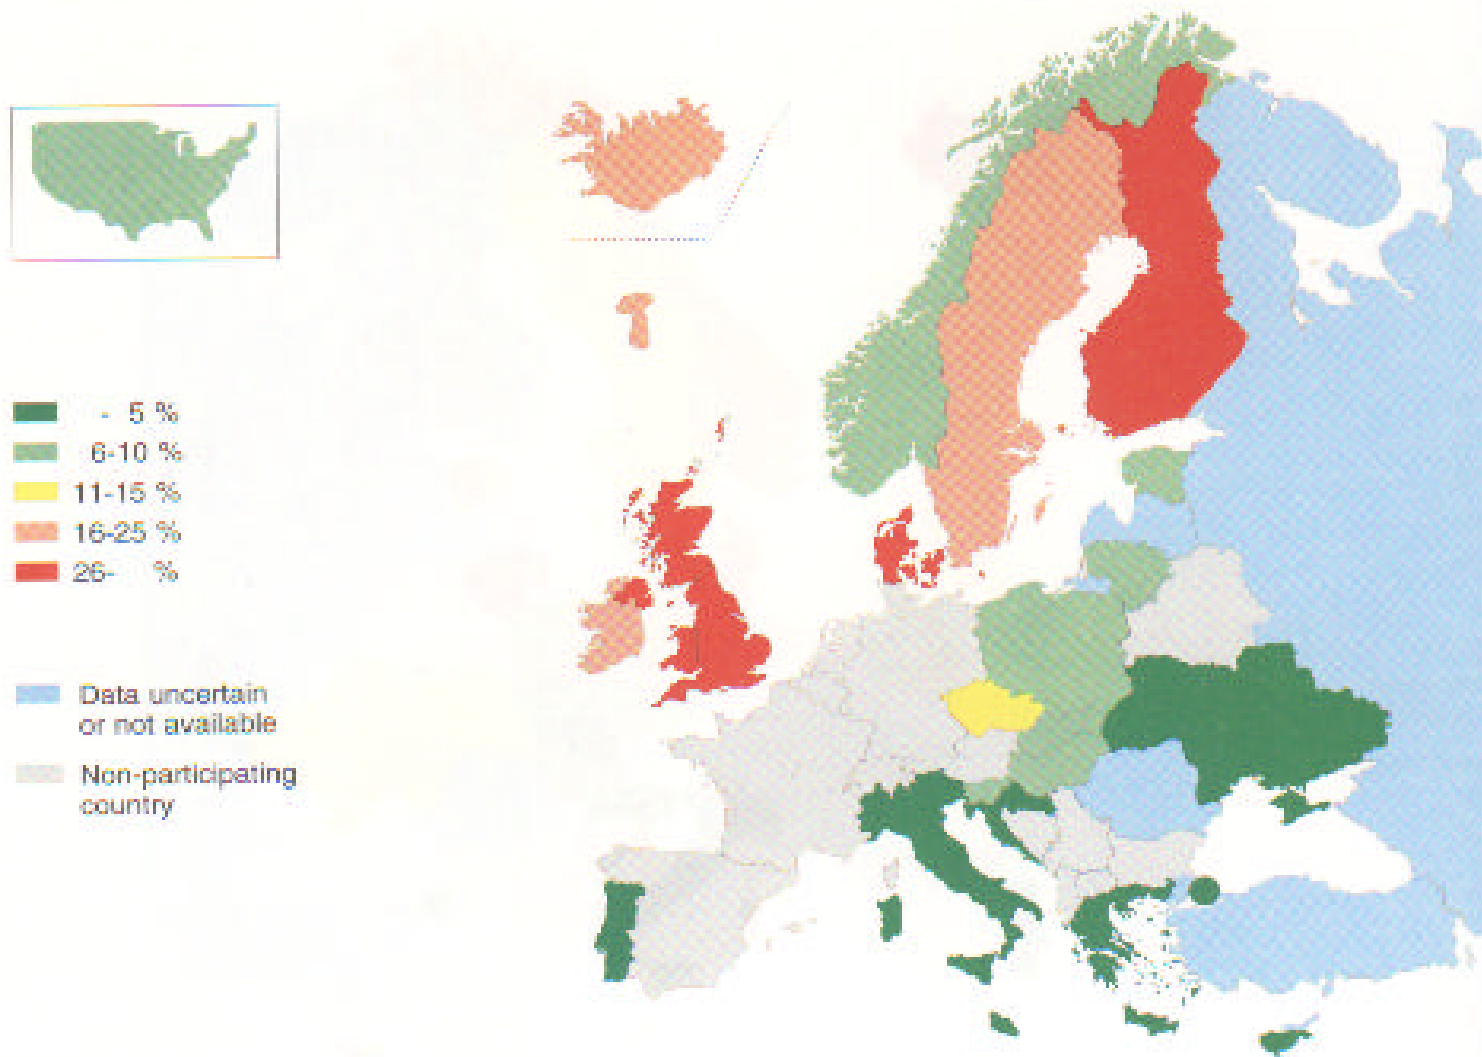 - 5 %
6-10 %
11-15 %
16-25 %
26- %
Data uncertain
or not available
Non-participating
country